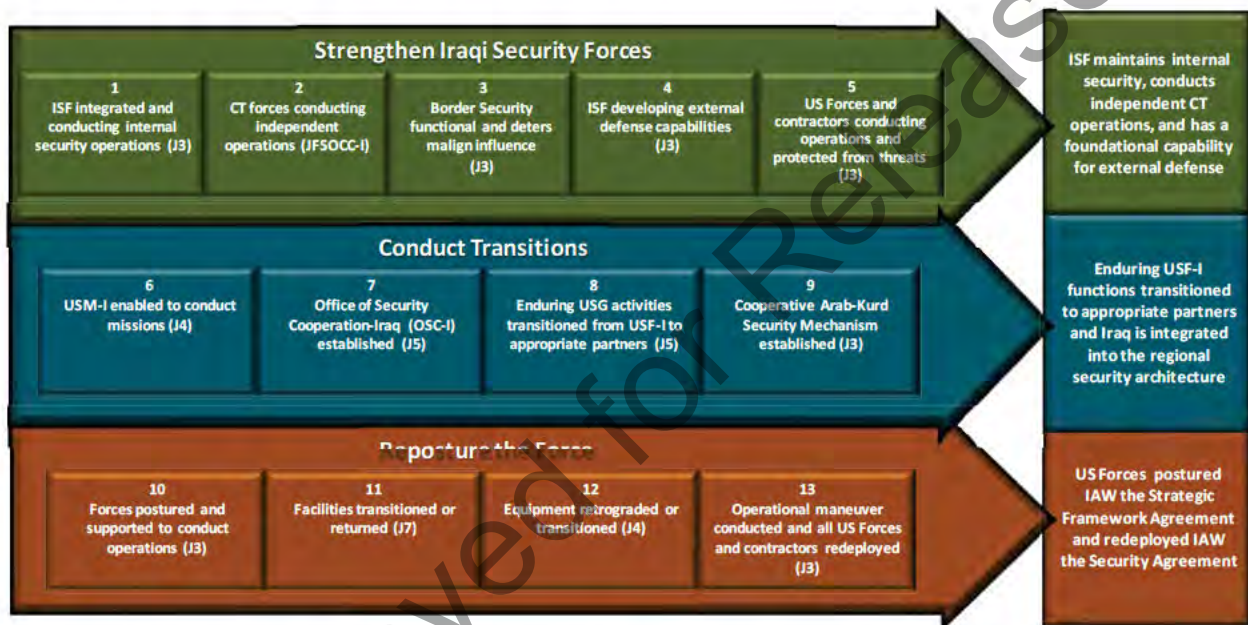 Strengthen Iraqi Security Forces
1
ISF integrated and
conducting internal
security operations (J3)
2
CT forces conducting
independent
operations (JFSOCC-I)
3
Border Security
functional and deters
malign influence
(J3)
4
ISF developing external
defense capabilities
(J3)
5
US Forces and
contractors conducting
operations and
protected from threats
(J3)
ISF maintains internal
security, conducts
independent CT
operations, and has a
foundational capability
for external defense
Conduct Transitions
6
USM-I enabled to conduct
missions (J4)
7
Office of Security
Cooperation-Iraq (OSC-I)
established (J5)
8
Enduring USG activities
transitioned from USF-I to
appropriate partners (J5)
9
Cooperative Arab-Kurd
Security Mechanism
established (J3)
Enduring USF-I
functions transitioned
to appropriate partners
and Iraq is integrated
into the regional
security architecture
Reposture the Force
10
Forces postured and
supported to conduct
operations (J3)
11
Facilities transitioned or
returned (J7)
12
Equipment retrograded or
transitioned (J4)
13
Operational maneuver
conducted and all US Forces
and contractors redeployed
(J3)
US Forces postured
IAW the Strategic
Framework Agreement
and redeployed IAW
the Security Agreement
ved for Release